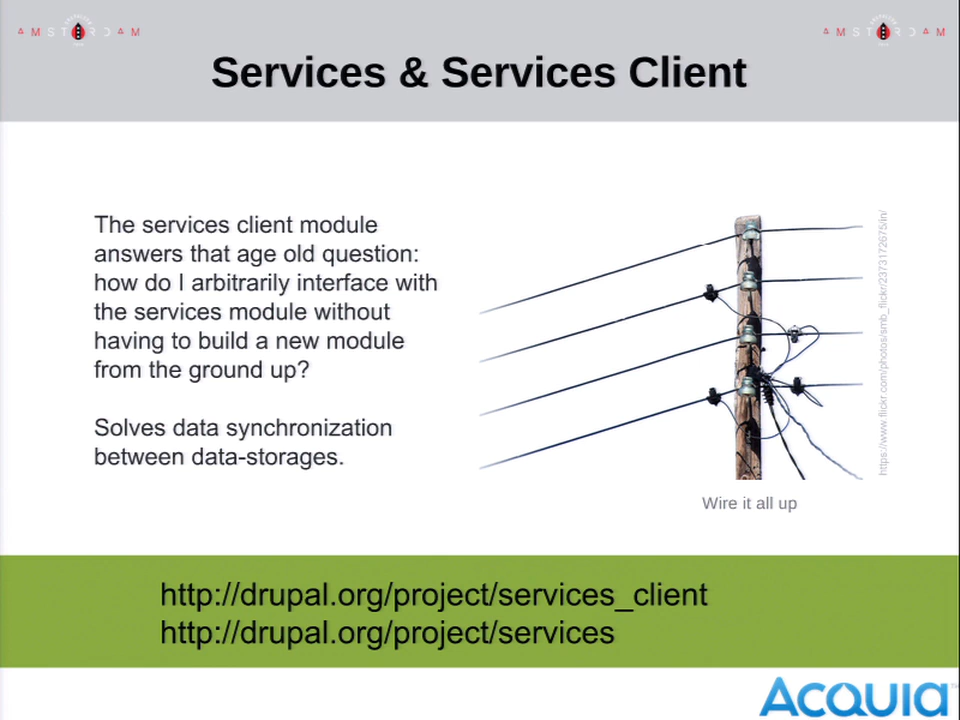 AMSTERDAM
AMSTERDAM
Services & Services Client
The services client module
answers that age old question:
how do I arbitrarily interface with
the services module without
having to build a new module
from the ground up?
Solves data synchronization
between data-storages.
https://www.flickr.com/photos/smb_flickr/2373172675/in/
Wire it all up
http://drupal.org/project/services_client
http://drupal.org/project/services
Acquia